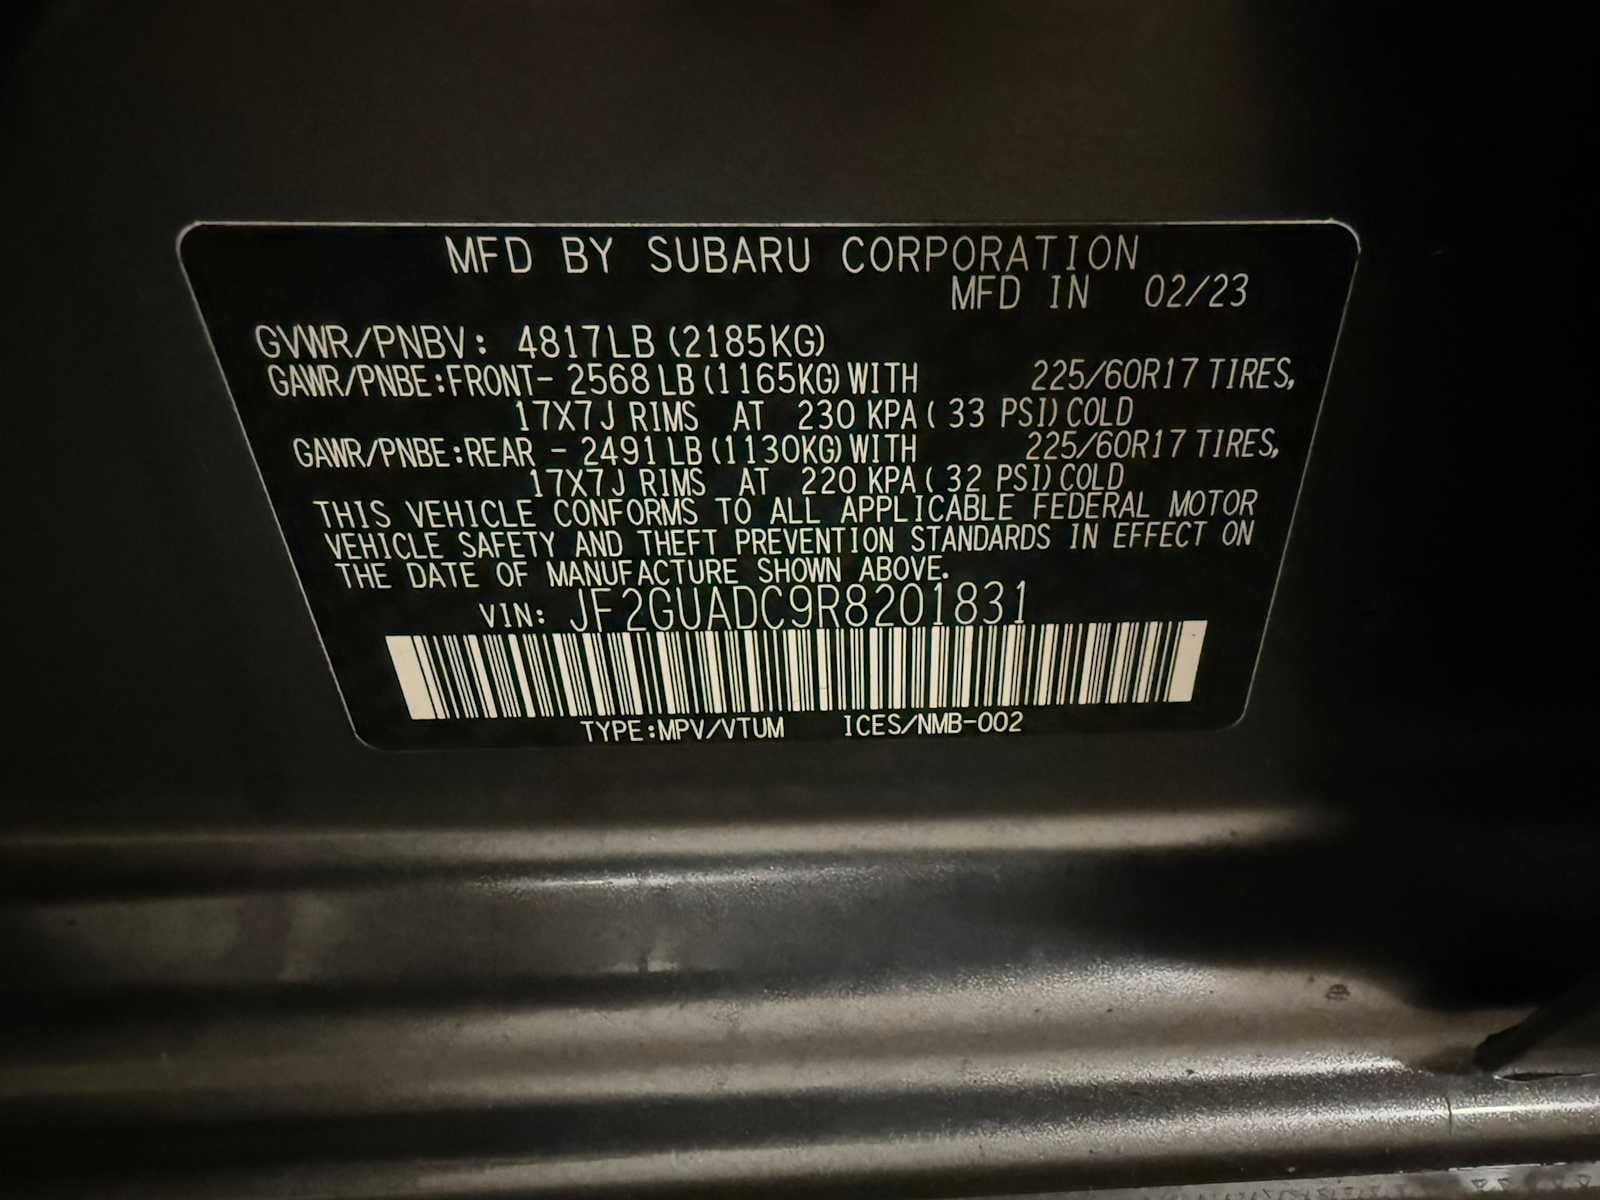 MFD BY SUBARU CORPORATION
MFD IN 02/23
GVWR/PNBV: 4817LB (2185KG)
GAWR/PNBE:FRONT- 2568 LB (1165KG) WITH 225/60R17 TIRES,
17X7J RIMS AT 230 KPA ( 33 PSI) COLD
GAWR/PNBE:REAR - 2491 LB (1130KG) WITH 225/60R17 TIRES,
17X7J RIMS AT 220 KPA ( 32 PSI) COLD
THIS VEHICLE CONFORMS TO ALL APPLICABLE FEDERAL MOTOR
VEHICLE SAFETY AND THEFT PREVENTION STANDARDS IN EFFECT ON
THE DATE OF MANUFACTURE SHOWN ABOVE.
VIN: JF2GUADC9R8201831
TYPE:MPV/VTUM ICES/NMB-002